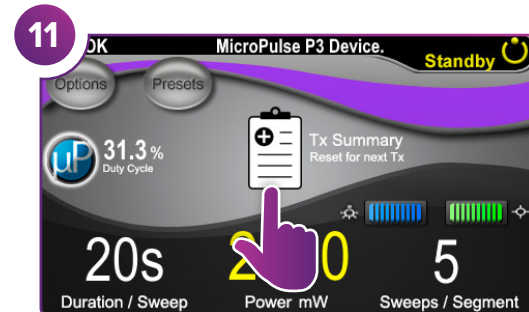 11
OK
MicroPulse P3 Device.
Standby
Options
Presets
µP
31.3 %
Duty Cycle
Tx Summary
Reset for next Tx
20s
5
Duration / Sweep
Power mW
Sweeps / Segment